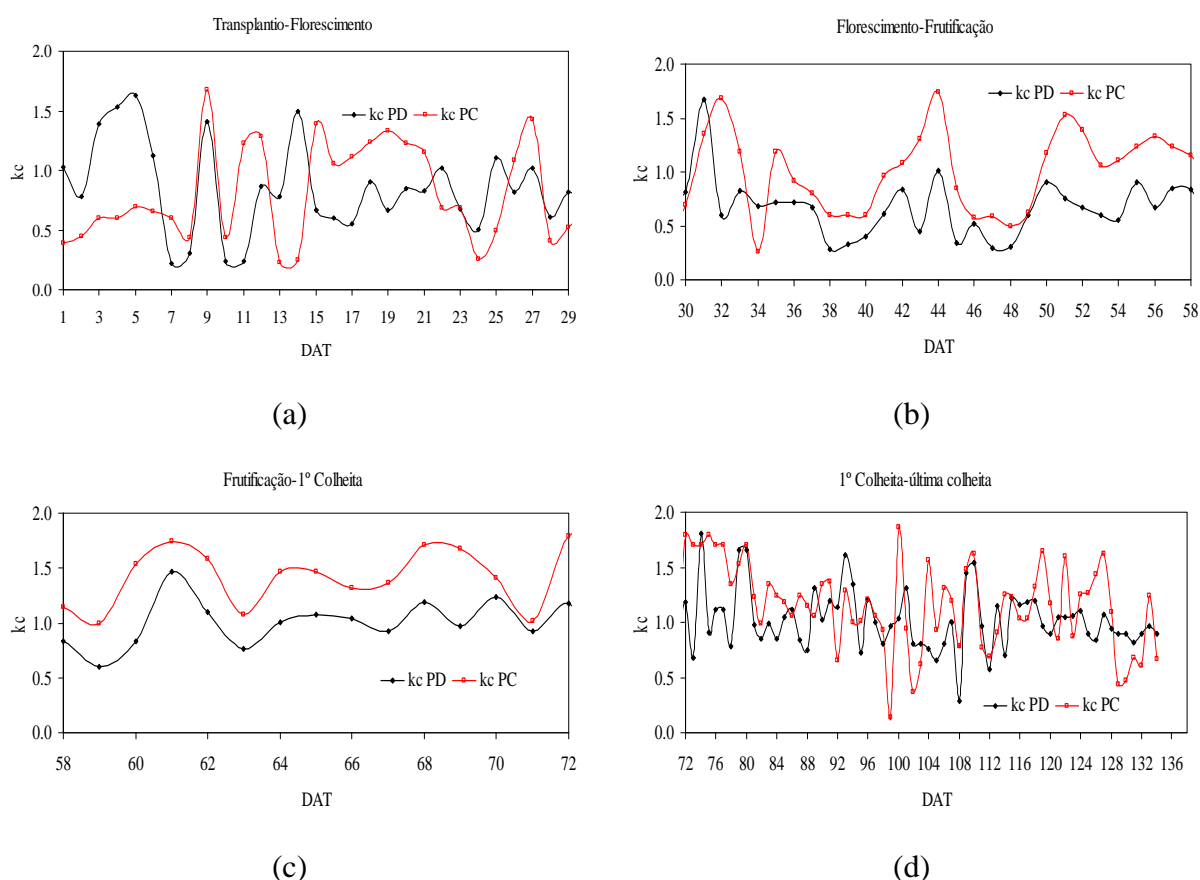 Transplantio-Florescimento
2.0
1.5
1.0
0.5
0.0
kc
kc PD
kc PC
1 3 5 7 9 11 13 15 17 19 21 23 25 27 29
DAT
(a)
Florescimento-Frutificação
2.0
1.5
1.0
0.5
0.0
kc
kc PD
kc PC
30 32 34 36 38 40 42 44 46 48 50 52 54 56 58
DAT
(b)
Frutificação-1º Colheita
2.0
1.5
1.0
0.5
0.0
kc
kc PD
kc PC
58 60 62 64 66 68 70 72
DAT
(c)
1º Colheita-última colheita
2.0
1.5
1.0
0.5
0.0
kc
kc PD
kc PC
72 76 80 84 88 92 96 100 104 108 112 116 120 124 128 132 136
DAT
(d)